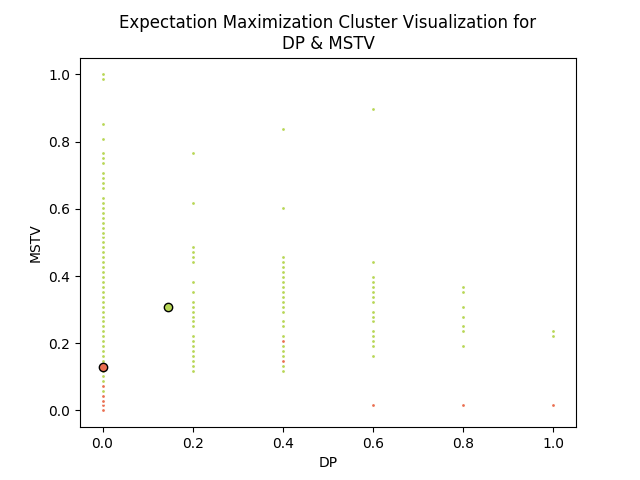 Expectation Maximization Cluster Visualization for
DP & MSTV
1.0
0.8
0.6
0.4
0.2
0.0
MSTV
0.0 0.2 0.4 0.6 0.8 1.0
DP